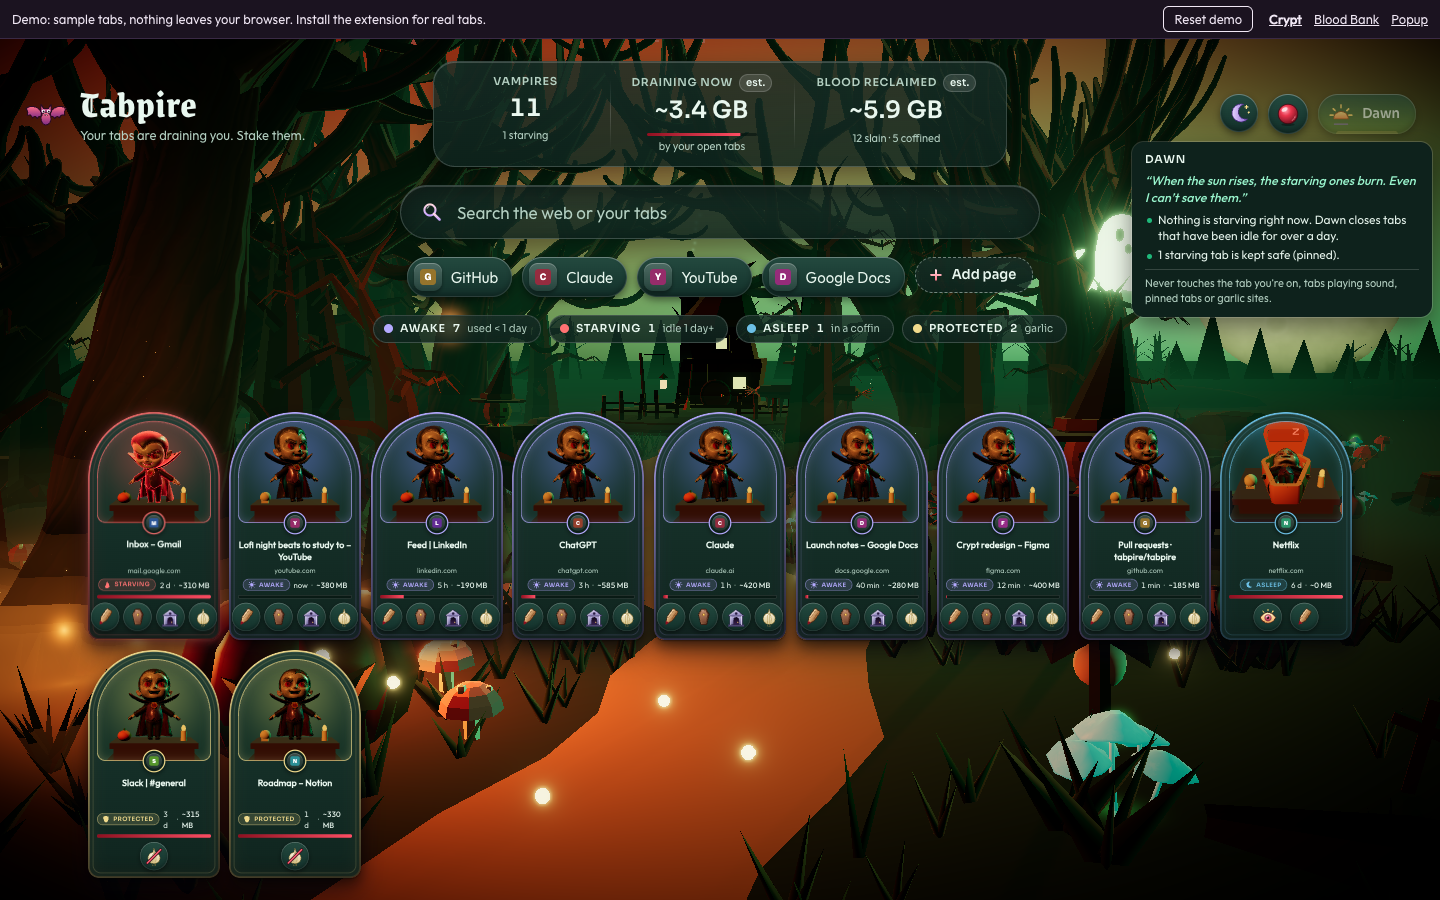 Demo: sample tabs, nothing leaves your browser. Install the extension for real tabs.
Reset demo
Crypt
Blood Bank
Popup
Tabpire
Your tabs are draining you. Stake them.
VAMPIRES
11
1 starving
DRAINING NOW est.
~3.4 GB
by your open tabs
BLOOD RECLAIMED est.
~5.9 GB
12 slain · 5 coffined
Dawn
DAWN
“When the sun rises, the starving ones burn. Even
I can’t save them.”
Nothing is starving right now. Dawn closes tabs
that have been idle for over a day.
1 starving tab is kept safe (pinned).
Never touches the tab you’re on, tabs playing sound,
pinned tabs or garlic sites.
Search the web or your tabs
G GitHub
C Claude
Y YouTube
D Google Docs
+ Add page
AWAKE 7 used < 1 day
STARVING 1 idle 1 day+
ASLEEP 1 in a coffin
PROTECTED 2 garlic
M
Inbox – Gmail
mail.google.com
STARVING 2 d · ~310 MB
Y
Lofi night beats to study to –
YouTube
youtube.com
AWAKE now · ~380 MB
L
Feed | LinkedIn
linkedin.com
AWAKE 5 h · ~190 MB
C
ChatGPT
chatgpt.com
AWAKE 3 h · ~585 MB
C
Claude
claude.ai
AWAKE 1 h · ~420 MB
D
Launch notes – Google Docs
docs.google.com
AWAKE 40 min · ~280 MB
F
Crypt redesign – Figma
figma.com
AWAKE 12 min · ~400 MB
G
Pull requests ·
tabpire/tabpire
github.com
AWAKE 1 min · ~185 MB
Z
N
Netflix
netflix.com
ASLEEP 6 d · ~0 MB
S
Slack | #general
PROTECTED 3 d · ~315 MB
N
Roadmap – Notion
PROTECTED 1 d · ~330 MB